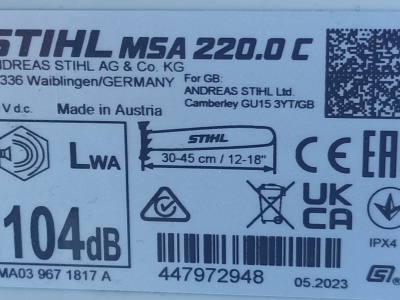 STIHL MSA 220.0 C
ANDREAS STIHL AG & Co. KG
336 Waiblingen/GERMANY
For GB:
ANDREAS STIHL Ltd.
Camberley GU15 3YT/GB
V d.c.
Made in Austria
LWA
104dB
STIHL
30-45 cm / 12-18"
CE
EAC
UK
CA
IPX4
MA03 967 1817 A
447972948
05.2023